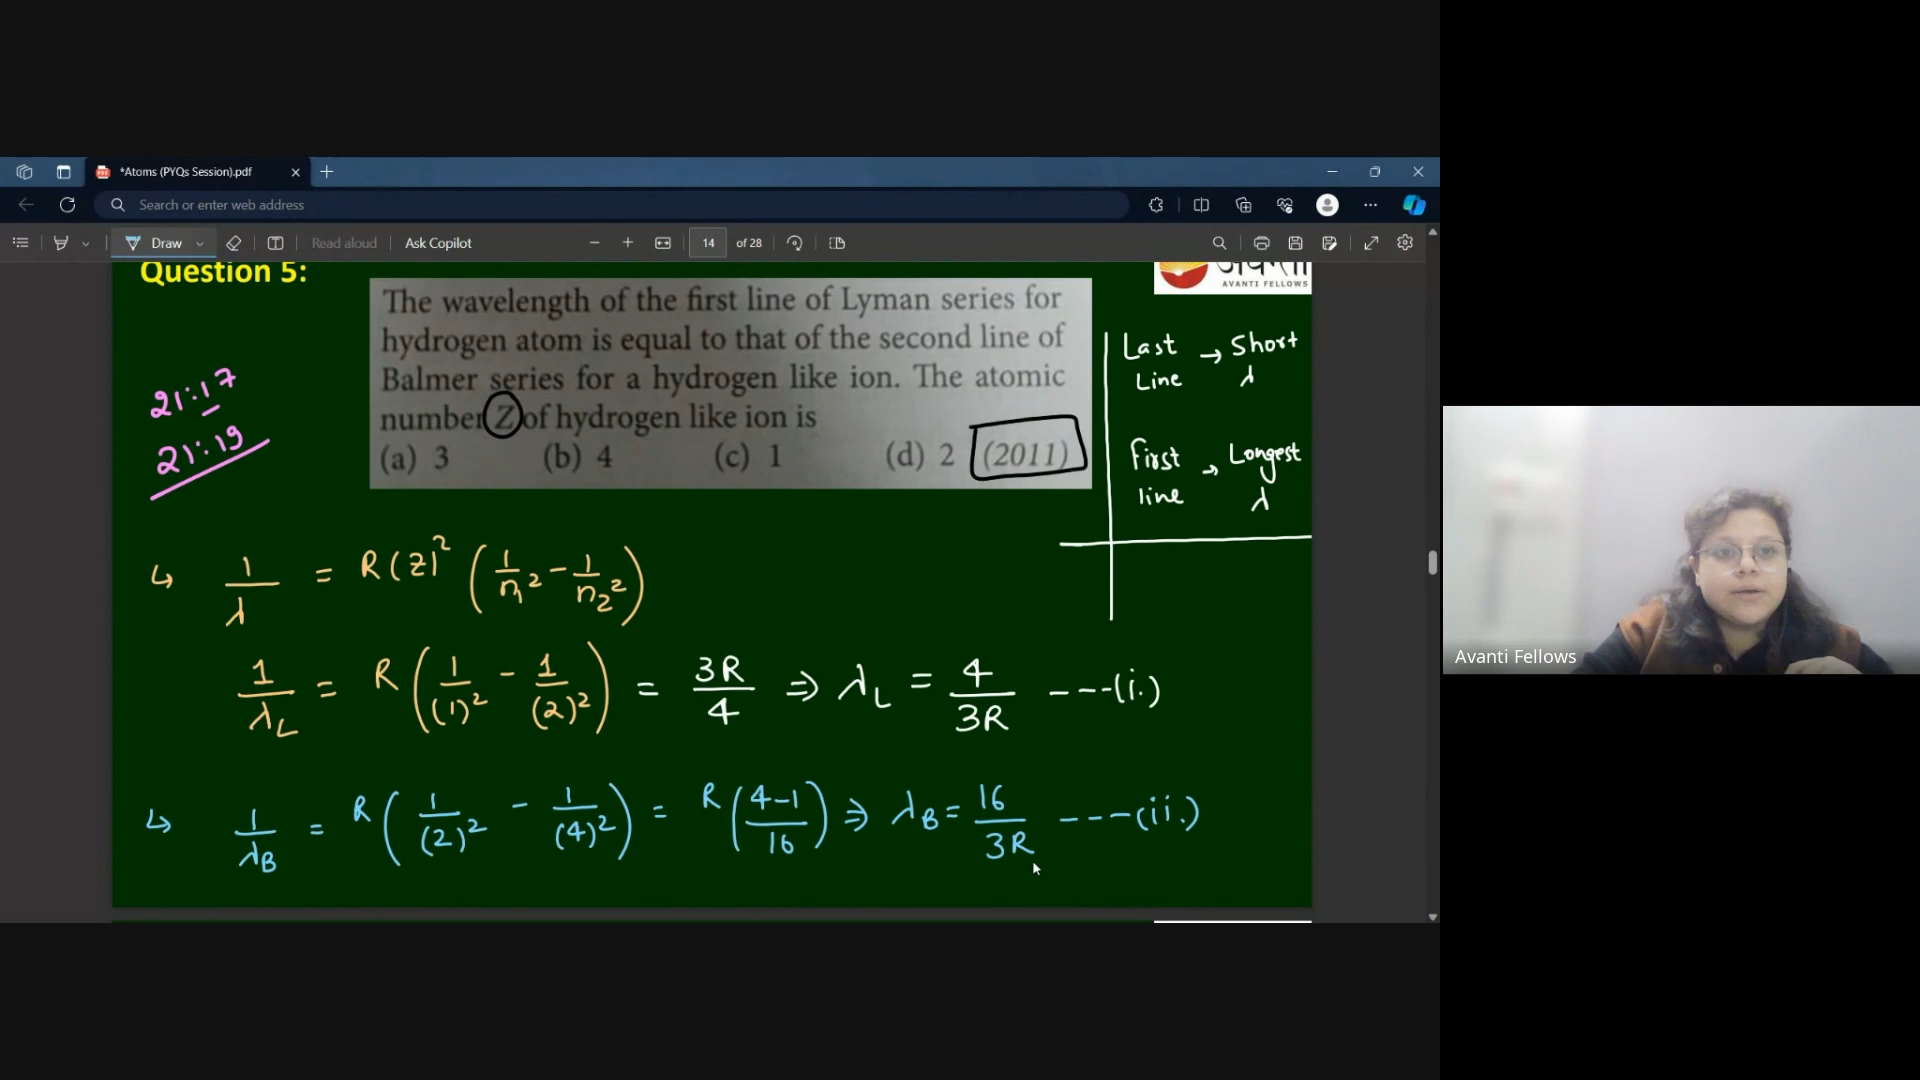 *Atoms (PYQs Session).pdf
Search or enter web address
Draw
Read aloud
Ask Copilot
14 of 28
Question 5:
AVANTI FELLOWS
The wavelength of the first line of Lyman series for
hydrogen atom is equal to that of the second line of
Balmer series for a hydrogen like ion. The atomic
number Z of hydrogen like ion is
(a) 3 (b) 4 (c) 1 (d) 2 (2011)
21:17
21:19
Last Line → Short λ
First line → Longest λ
↳ 1/λ = R(Z)² (1/n₁² - 1/n₂²)
1/λL = R(1/(1)² - 1/(2)²) = 3R/4 ⇒ λL = 4/3R ---(i.)
↳ 1/λB = R(1/(2)² - 1/(4)²) = R(4-1/16) ⇒ λB = 16/3R ---(ii.)
Avanti Fellows